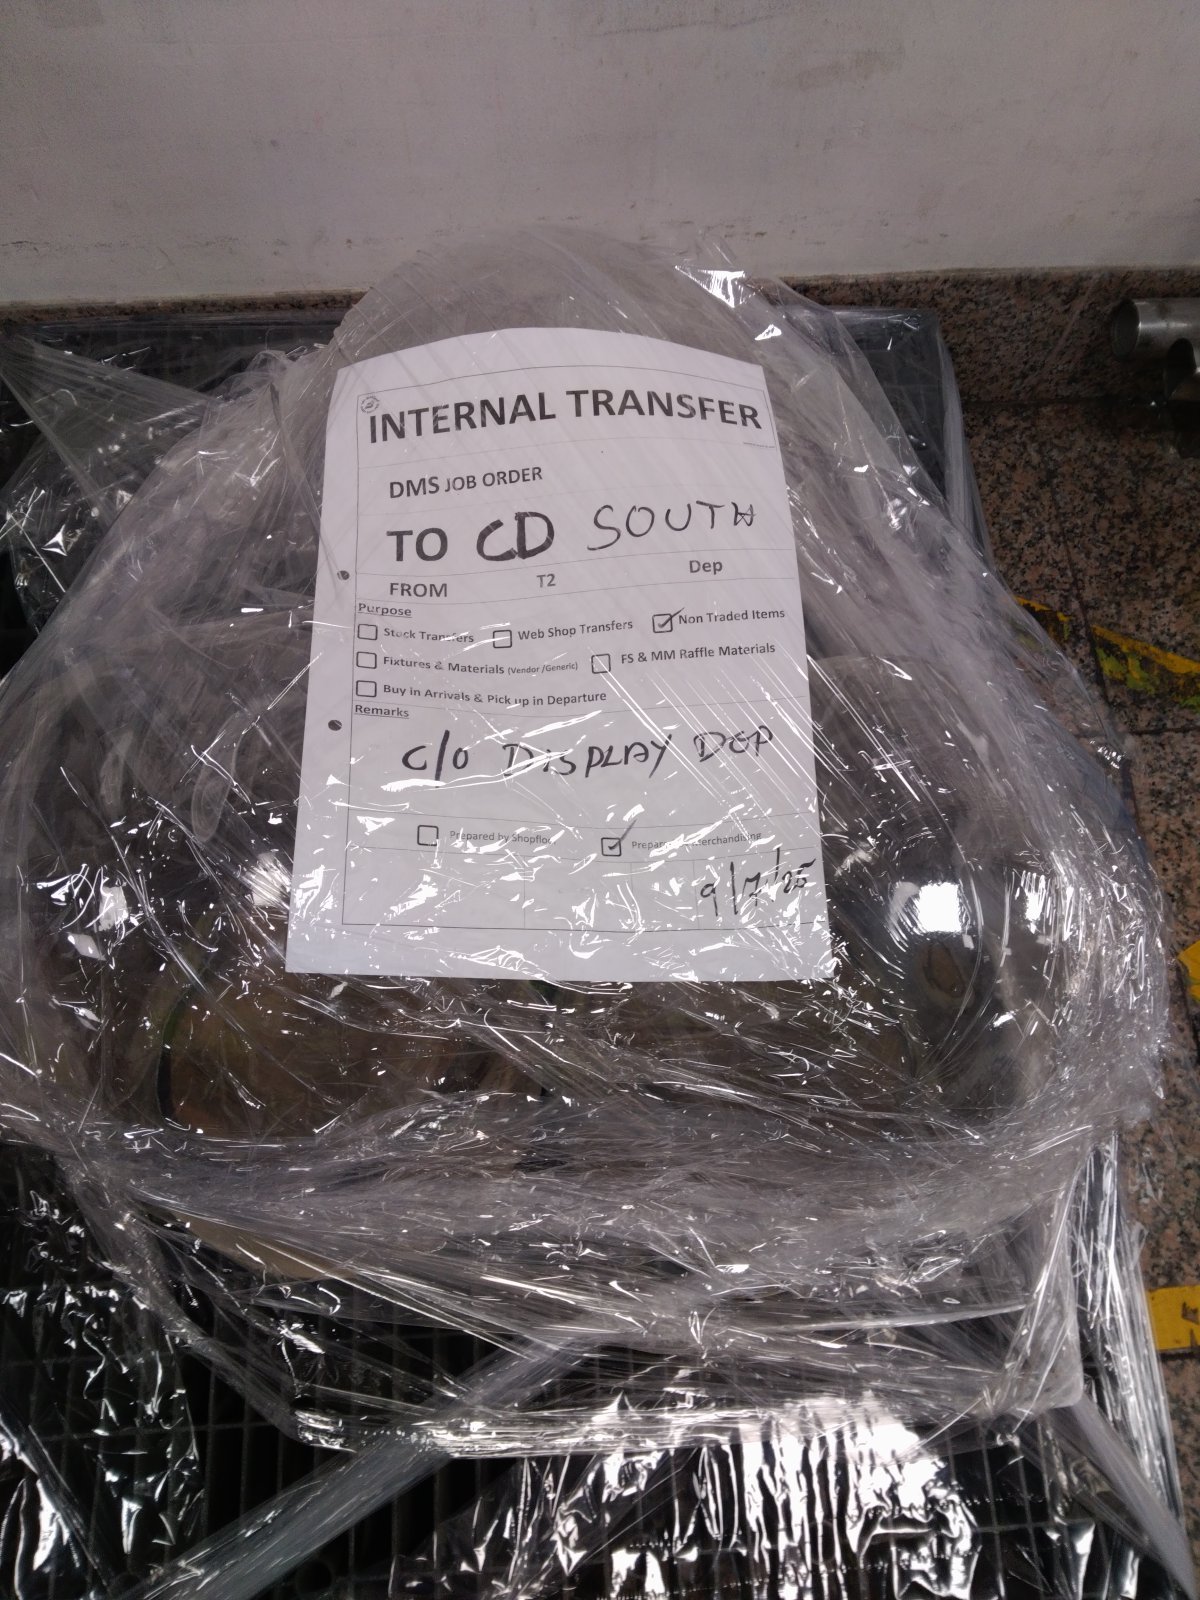 INTERNAL TRANSFER
DMS JOB ORDER
TO CD SOUTH
FROM T2 Dep
Purpose
Stock Transfers Web Shop Transfers Non Traded Items
Fixtures & Materials (Vendor /Generic) FS & MM Raffle Materials
Buy in Arrivals & Pick up in Departure
Remarks
C/O DISPLAY DEP
Prepared by Shopfloor
9/7/25